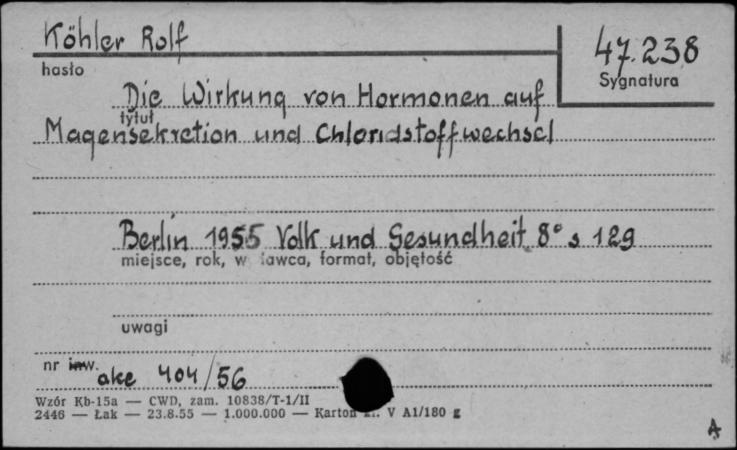 Köhler Rolf
47.238
hasło
Sygnatura
Die Wirkung von Hormonen auf
tytuł
Magensekretion und Chloridstoffwechsel
Berlin 1955 Volk und Gesundheit 8° s 129
miejsce, rok, w awca, format, objętość
uwagi
nr inw.
akc 404/56
Wzór Kb-15a — CWD, zam. 10838/T-1/II
2446 — Łak — 23.8.55 — 1.000.000 — Karton kl. V A1/180 g
A